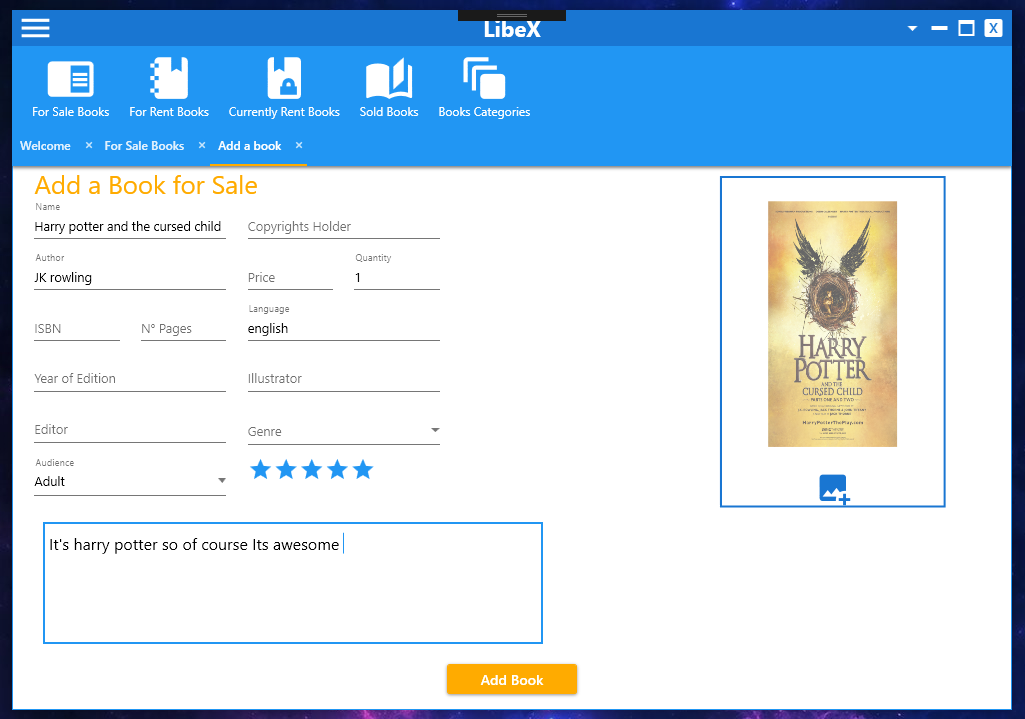 LibeX
X
For Sale Books For Rent Books Currently Rent Books Sold Books Books Categories
Welcome × For Sale Books × Add a book ×
Add a Book for Sale
Name
Harry potter and the cursed child Copyrights Holder
Author Quantity
JK rowling Price 1
Language
ISBN N° Pages english
Year of Edition Illustrator
Editor Genre
Audience
Adult
It's harry potter so of course Its awesome
Add Book
HARRY
POTTER
AND THE
CURSED CHILD
PARTS ONE AND TWO
HarryPotterThePlay.com